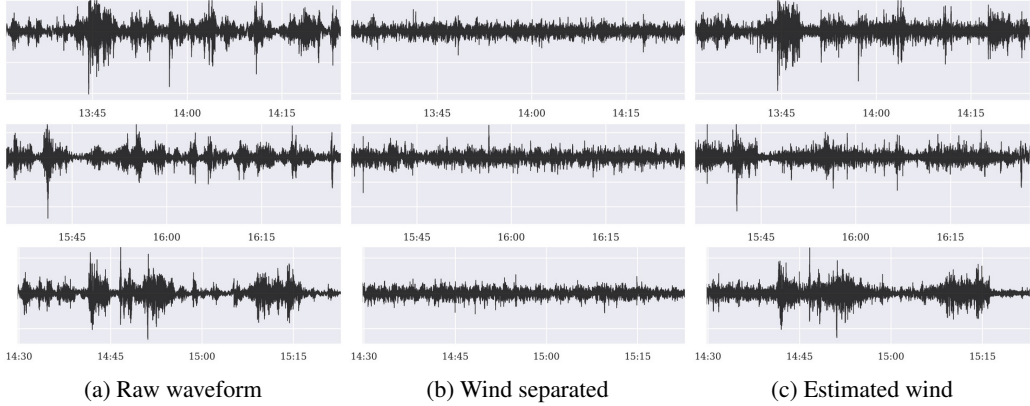 13:45 14:00 14:15 13:45 14:00 14:15 13:45 14:00 14:15
15:45 16:00 16:15 15:45 16:00 16:15 15:45 16:00 16:15
14:30 14:45 15:00 15:15 14:30 14:45 15:00 15:15 14:30 14:45 15:00 15:15
(a) Raw waveform (b) Wind separated (c) Estimated wind